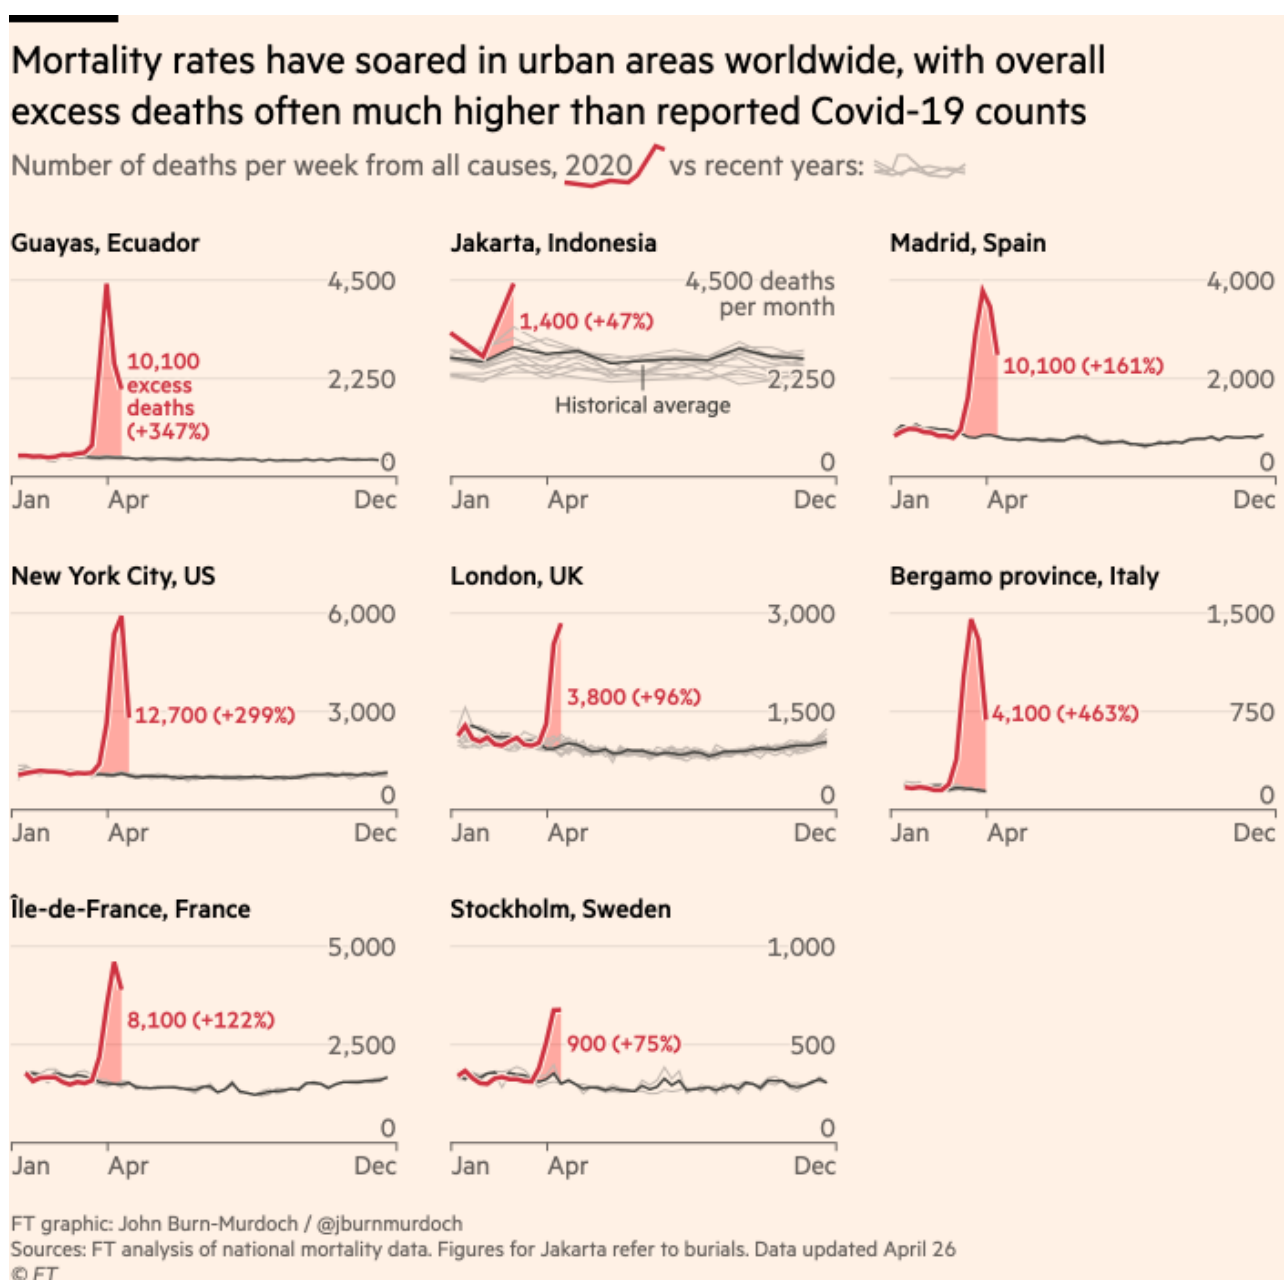 Mortality rates have soared in urban areas worldwide, with overall
excess deaths often much higher than reported Covid-19 counts
Number of deaths per week from all causes, 2020 vs recent years:
Guayas, Ecuador
4,500
10,100
excess
deaths
(+347%)
2,250
0
Jan Apr Dec
Jakarta, Indonesia
4,500 deaths
per month
1,400 (+47%)
2,250
Historical average
0
Jan Apr Dec
Madrid, Spain
4,000
10,100 (+161%)
2,000
0
Jan Apr Dec
New York City, US
6,000
12,700 (+299%)
3,000
0
Jan Apr Dec
London, UK
3,000
3,800 (+96%)
1,500
0
Jan Apr Dec
Bergamo province, Italy
1,500
4,100 (+463%)
750
0
Jan Apr Dec
Île-de-France, France
5,000
8,100 (+122%)
2,500
0
Jan Apr Dec
Stockholm, Sweden
1,000
900 (+75%)
500
0
Jan Apr Dec
FT graphic: John Burn-Murdoch / @jburnmurdoch
Sources: FT analysis of national mortality data. Figures for Jakarta refer to burials. Data updated April 26
© FT